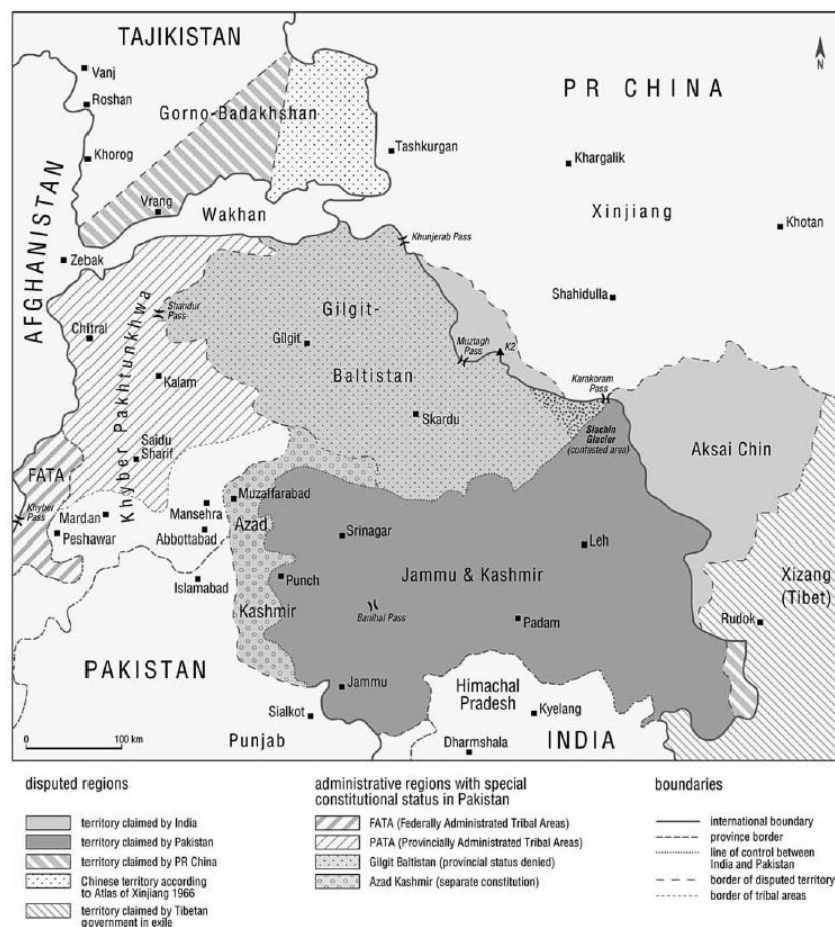 TAJIKISTAN
Vanj
Roshan
Gorno-Badakhshan
Khorog
Vrang
Wakhan
Zebak
AFGHANISTAN
PR CHINA
N
Tashkurgan
Khargalik
Xinjiang
Khotan
Khunjerab Pass
Shahidulla
Shandur
Pass
Chitral
Gilgit-
Gilgit
Baltistan
Muztagh
Pass
K2
Karakoram
Pass
Kalam
Khyber Pakhtunkhwa
Skardu
Siachin
Glacier
(contested area)
Aksai Chin
Saidu
Sharif
FATA
Khyber
Pass
Mardan
Peshawar
Mansehra
Abbottabad
Muzaffarabad
Azad
Kashmir
Srinagar
Leh
Islamabad
Punch
Jammu & Kashmir
Banihal Pass
Padam
Xizang
(Tibet)
Rudok
PAKISTAN
Jammu
Himachal
Pradesh
Sialkot
Kyelang
Punjab
Dharmshala
INDIA
0 100 km
disputed regions
territory claimed by India
territory claimed by Pakistan
territory claimed by PR China
Chinese territory according
to Atlas of Xinjiang 1966
territory claimed by Tibetan
government in exile
administrative regions with special
constitutional status in Pakistan
FATA (Federally Administrated Tribal Areas)
PATA (Provincially Administrated Tribal Areas)
Gilgit Baltistan (provincial status denied)
Azad Kashmir (separate constitution)
boundaries
international boundary
province border
line of control between
India and Pakistan
border of disputed territory
border of tribal areas